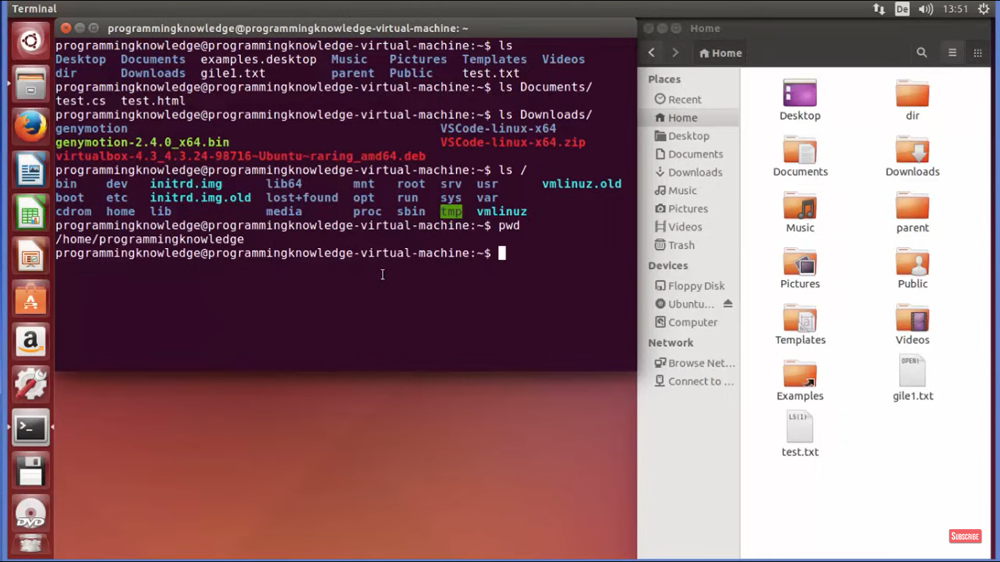 Terminal
De
13:51
programmingknowledge@programmingknowledge-virtual-machine: ~
programmingknowledge@programmingknowledge-virtual-machine:~$ ls
Desktop Documents examples.desktop Music Pictures Templates Videos
dir Downloads gile1.txt parent Public test.txt
programmingknowledge@programmingknowledge-virtual-machine:~$ ls Documents/
test.cs test.html
programmingknowledge@programmingknowledge-virtual-machine:~$ ls Downloads/
genymotion VSCode-linux-x64
genymotion-2.4.0_x64.bin VSCode-linux-x64.zip
virtualbox-4.3_4.3.24-98716~Ubuntu~raring_amd64.deb
programmingknowledge@programmingknowledge-virtual-machine:~$ ls /
bin dev initrd.img lib64 mnt root srv usr vmlinuz.old
boot etc initrd.img.old lost+found opt run sys var
cdrom home lib media proc sbin tmp vmlinuz
programmingknowledge@programmingknowledge-virtual-machine:~$ pwd
/home/programmingknowledge
programmingknowledge@programmingknowledge-virtual-machine:~$
Home
Home
Places
Recent
Home
Desktop
Documents
Downloads
Music
Pictures
Videos
Trash
Devices
Floppy Disk
Ubuntu...
Computer
Network
Browse Net...
Connect to ...
Desktop
dir
Documents
Downloads
Music
parent
Pictures
Public
Templates
Videos
OPEN(
Examples
gile1.txt
LS(1)
test.txt
a
>_
DVD
SUBSCRIBE